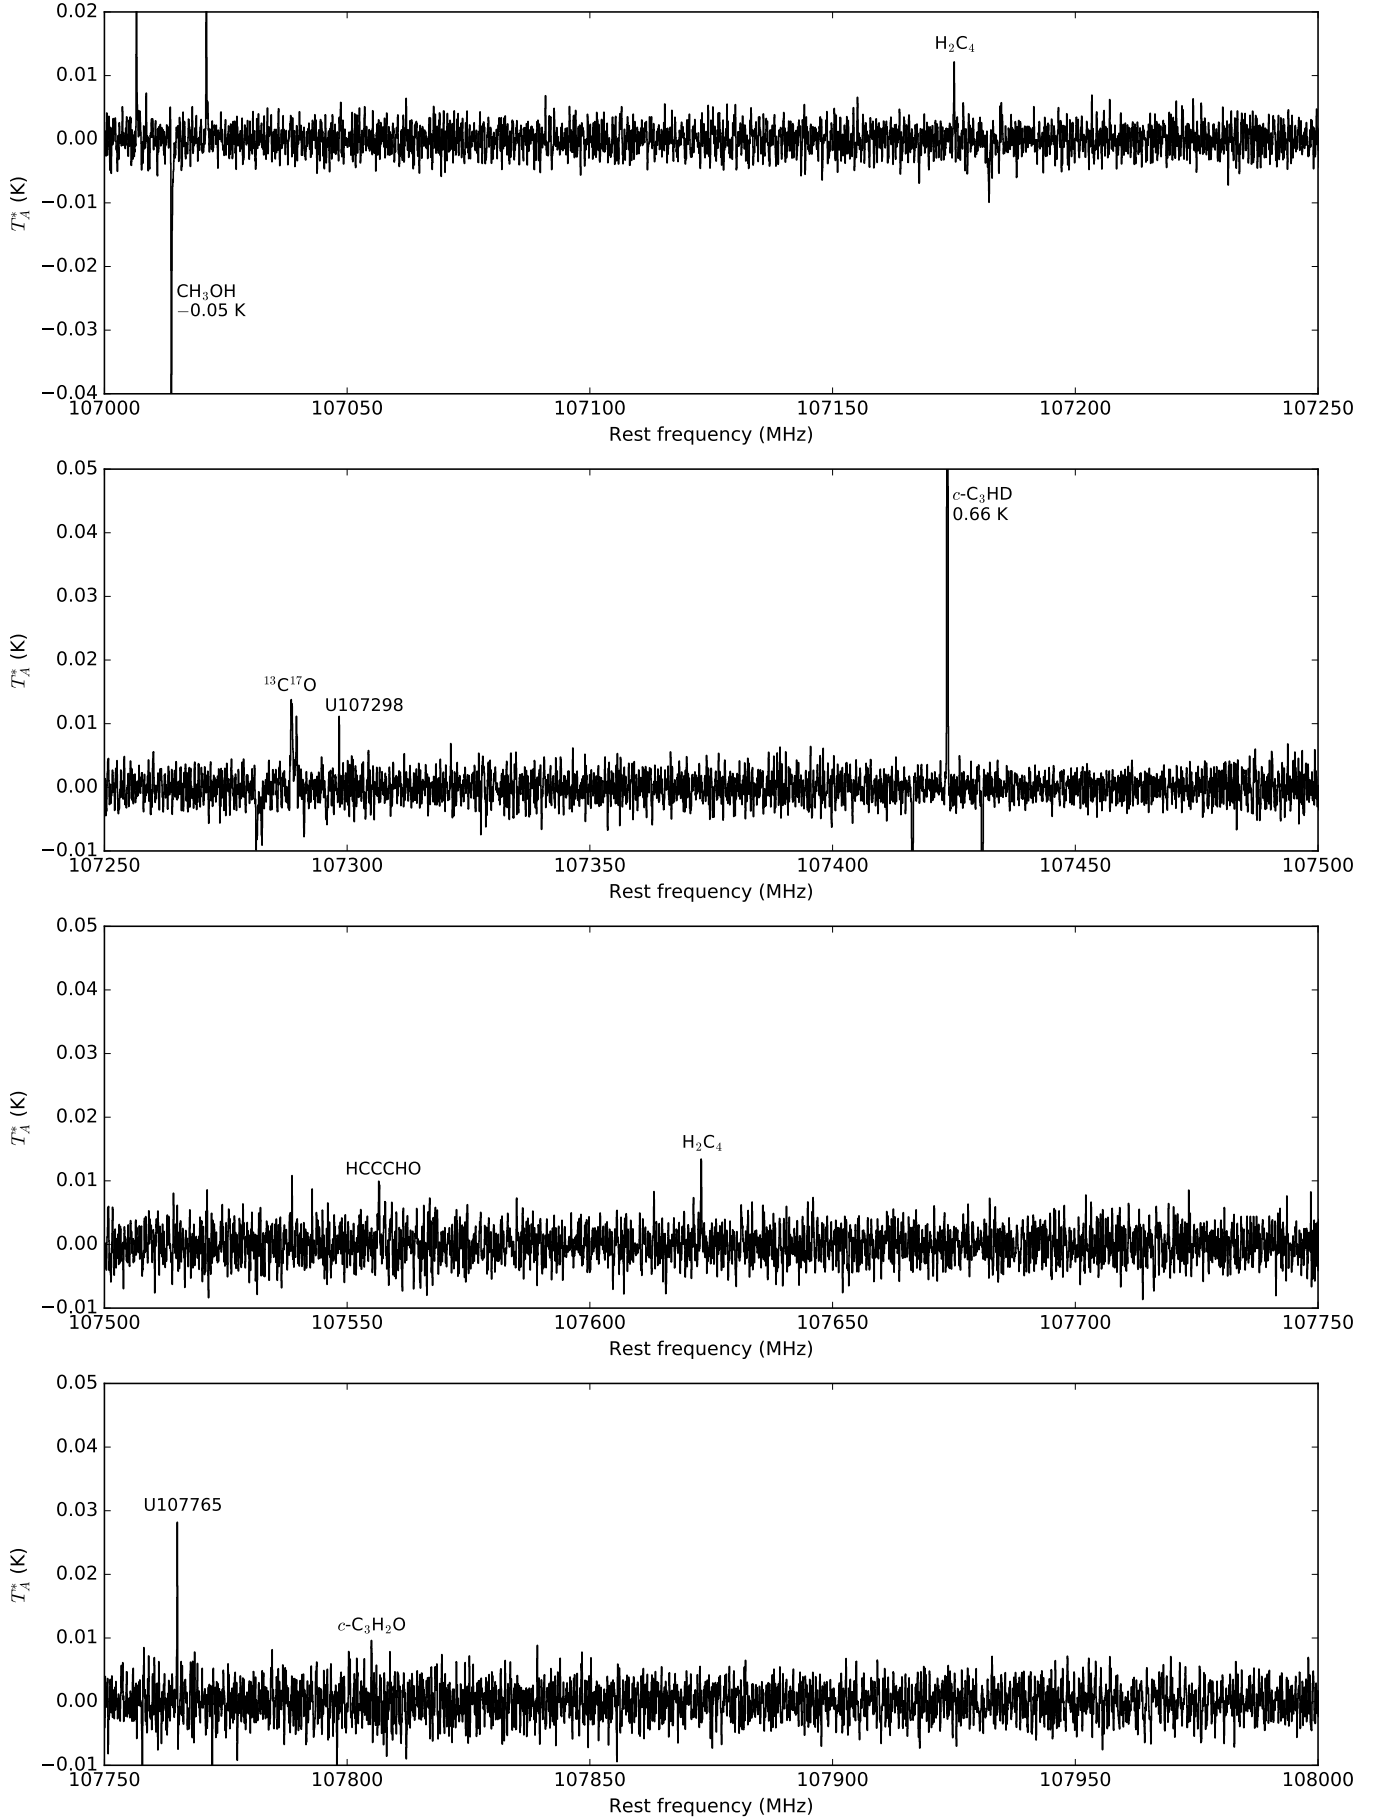 0.02
0.01
0.00
−0.01
−0.02
−0.03
−0.04
T*A (K)
H2C4
CH3OH
−0.05 K
107000 107050 107100 107150 107200 107250
Rest frequency (MHz)
0.05
0.04
0.03
0.02
0.01
0.00
−0.01
T*A (K)
c-C3HD
0.66 K
13C17O
U107298
107250 107300 107350 107400 107450 107500
Rest frequency (MHz)
0.05
0.04
0.03
0.02
0.01
0.00
−0.01
T*A (K)
HCCCHO
H2C4
107500 107550 107600 107650 107700 107750
Rest frequency (MHz)
0.05
0.04
0.03
0.02
0.01
0.00
−0.01
T*A (K)
U107765
c-C3H2O
107750 107800 107850 107900 107950 108000
Rest frequency (MHz)